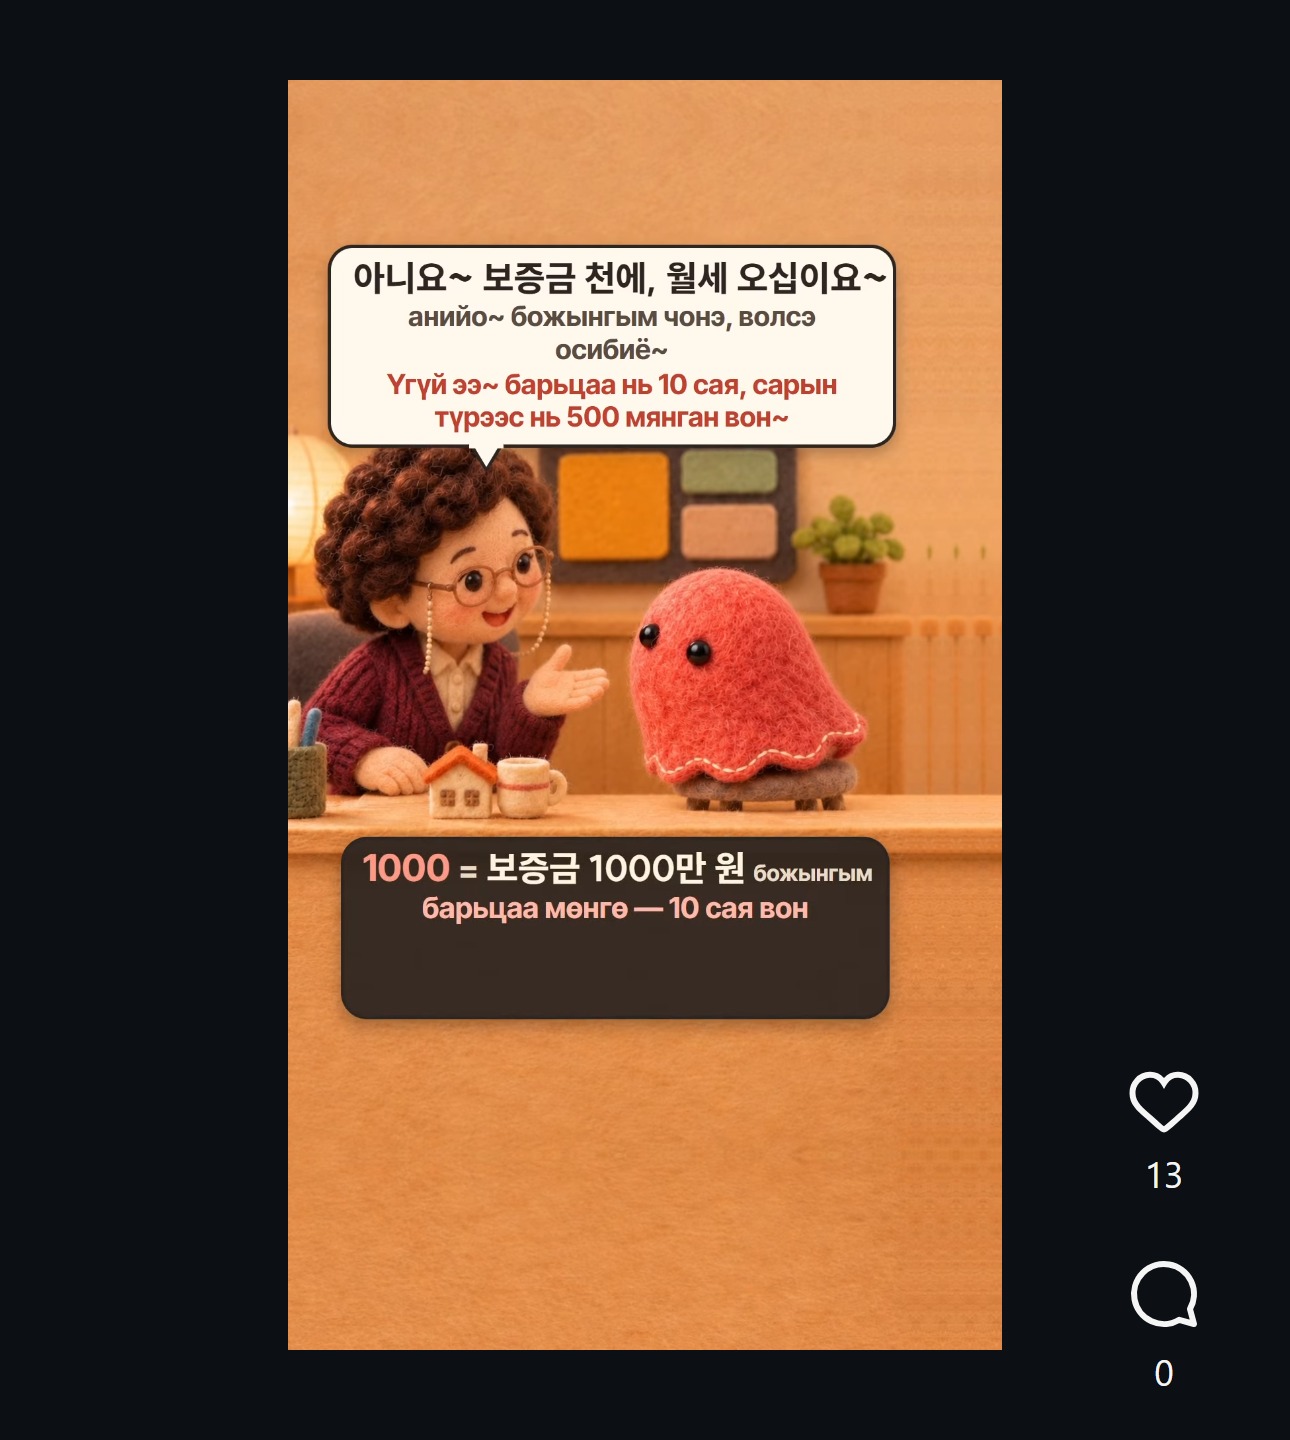 아니요~ 보증금 천에, 월세 오십이요~
анийо~ божынгым чонэ, волсэ
осибиё~
Үгүй ээ~ барьцаа нь 10 сая, сарын
түрээс нь 500 мянган вон~
1000 = 보증금 1000만 원 божынгым
барьцаа мөнгө — 10 сая вон
13
0